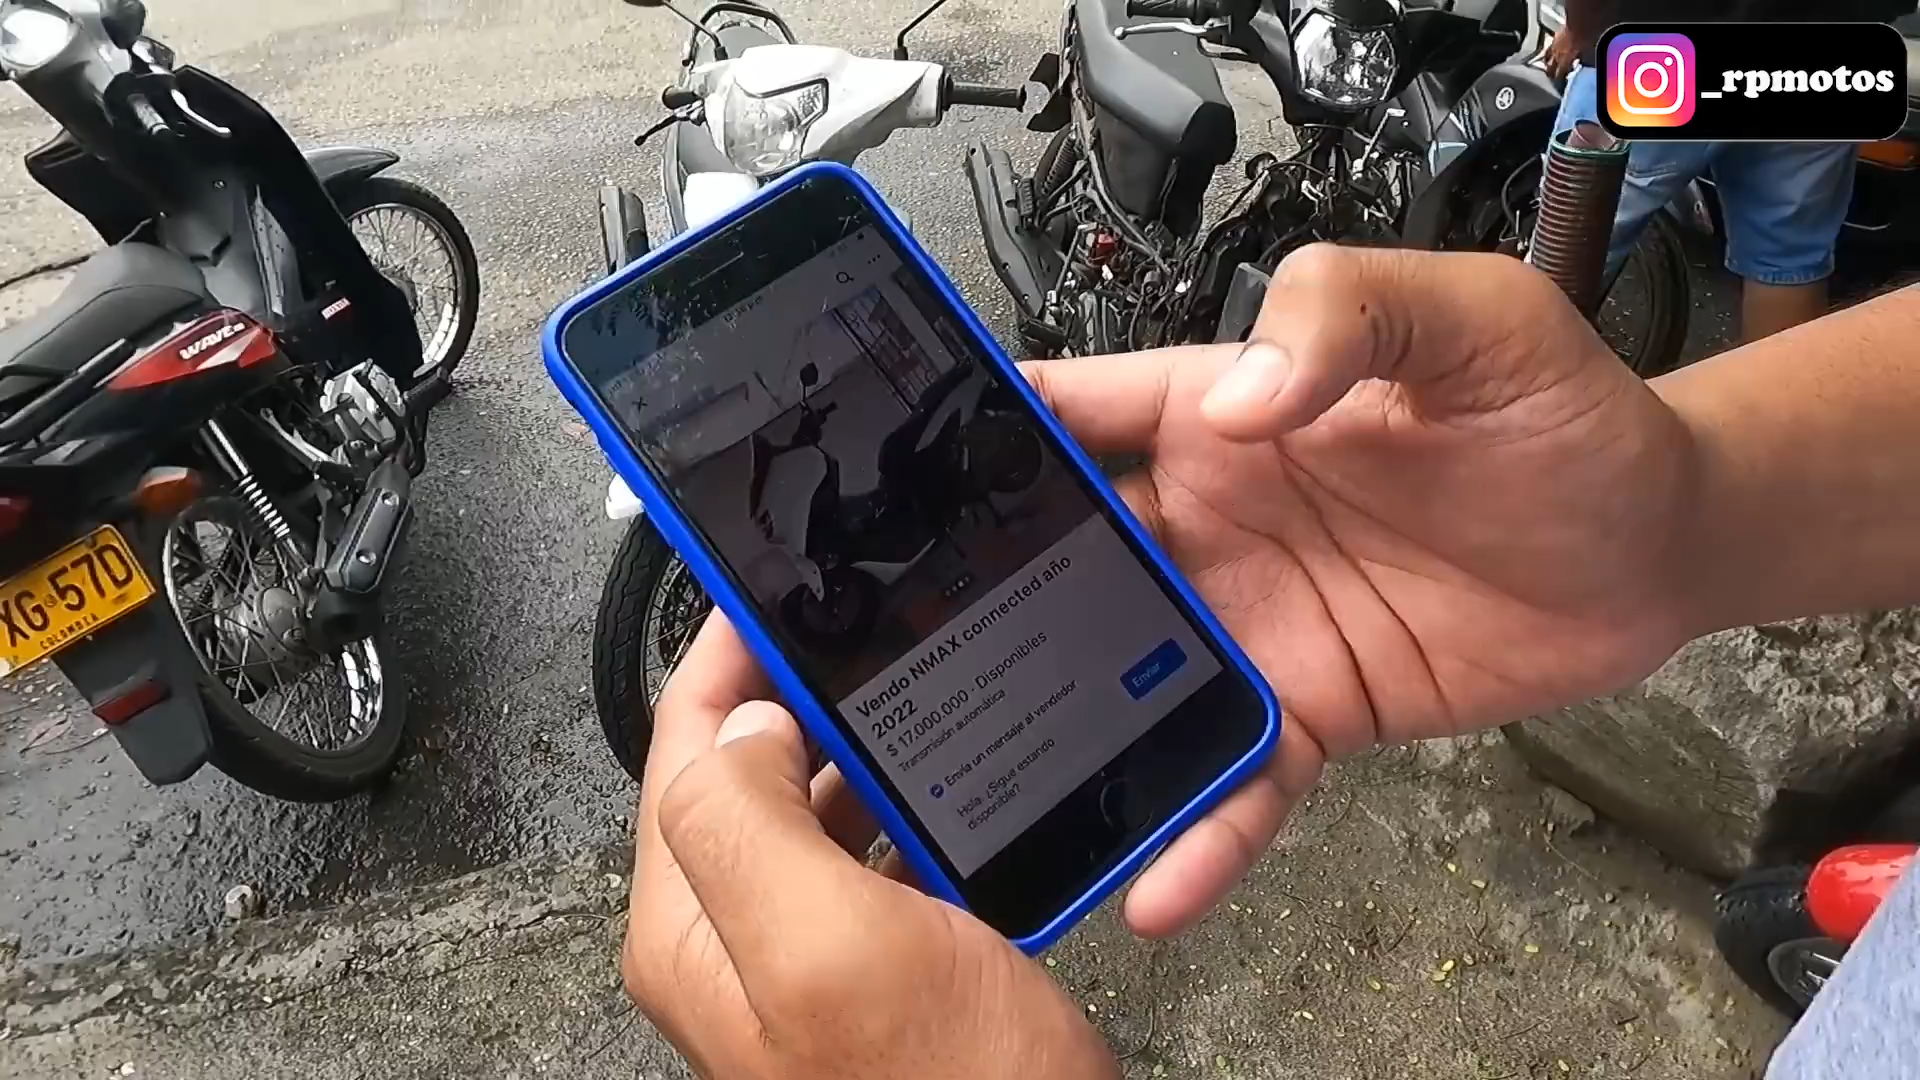 _rpmotos
WAVE
XG 57D
COLOMBIA
Vendo NMAX connected año
2022
$ 17.000.000 · Disponibles
Transmisión automática
Envía un mensaje al vendedor
Hola. ¿Sigue estando
disponible?
Enviar